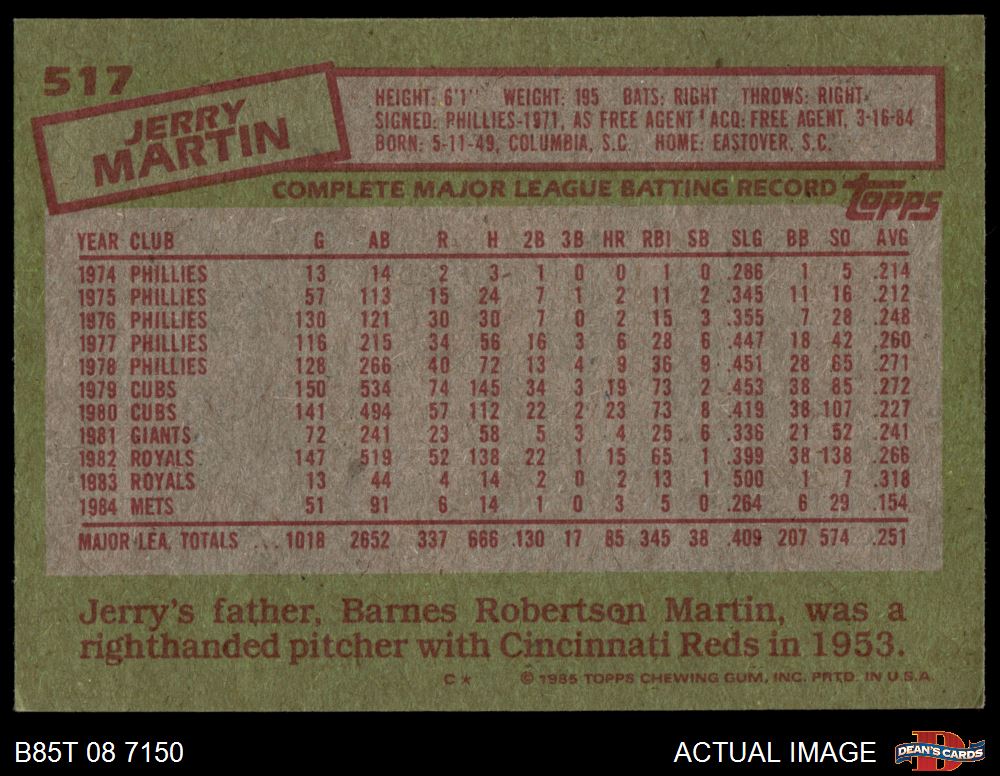 517
JERRY
MARTIN
HEIGHT: 6'1" WEIGHT: 195 BATS: RIGHT THROWS: RIGHT
SIGNED: PHILLIES-1971, AS FREE AGENT ACQ: FREE AGENT, 3-16-84
BORN: 5-11-49, COLUMBIA, S.C. HOME: EASTOVER, S.C.
COMPLETE MAJOR LEAGUE BATTING RECORD topps
YEAR CLUB G AB R H 2B 3B HR RBI SB SLG BB SO AVG
1974 PHILLIES 13 14 2 3 1 0 0 1 0 .286 1 5 .214
1975 PHILLIES 57 113 15 24 7 1 2 11 2 .345 11 16 .212
1976 PHILLIES 130 121 30 30 7 0 2 15 3 .355 7 28 .248
1977 PHILLIES 116 215 34 56 16 3 6 28 6 .447 18 42 .260
1978 PHILLIES 128 266 40 72 13 4 9 36 9 .451 28 65 .271
1979 CUBS 150 534 74 145 34 3 19 73 2 .453 38 85 .272
1980 CUBS 141 494 57 112 22 2 23 73 8 .419 38 107 .227
1981 GIANTS 72 241 23 58 5 3 4 25 6 .336 21 52 .241
1982 ROYALS 147 519 52 138 22 1 15 65 1 .399 38 138 .266
1983 ROYALS 13 44 4 14 2 0 2 13 1 .500 1 7 .318
1984 METS 51 91 6 14 1 0 3 5 0 .264 6 29 .154
MAJOR LEA. TOTALS ... 1018 2652 337 666 130 17 85 345 38 .409 207 574 .251
Jerry's father, Barnes Robertson Martin, was a
righthanded pitcher with Cincinnati Reds in 1953.
C★ © 1985 TOPPS CHEWING GUM, INC. PRTD. IN U.S.A.
B85T 08 7150 ACTUAL IMAGE DEAN'S CARDS